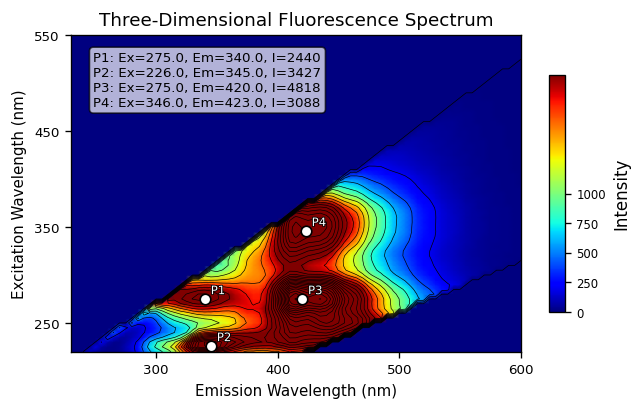 Three-Dimensional Fluorescence Spectrum
P1: Ex=275.0, Em=340.0, I=2440
P2: Ex=226.0, Em=345.0, I=3427
P3: Ex=275.0, Em=420.0, I=4818
P4: Ex=346.0, Em=423.0, I=3088
550
450
350
250
Excitation Wavelength (nm)
P4
P1
P3
P2
300
400
500
600
Emission Wavelength (nm)
1000
750
500
250
0
Intensity